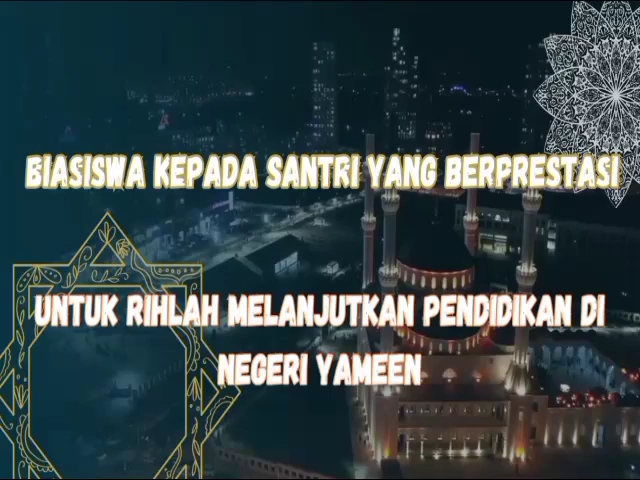 BIASISWA KEPADA SANTRI YANG BERPRESTASI
UNTUK RIHLAH MELANJUTKAN PENDIDIKAN DI
NEGERI YAMEEN